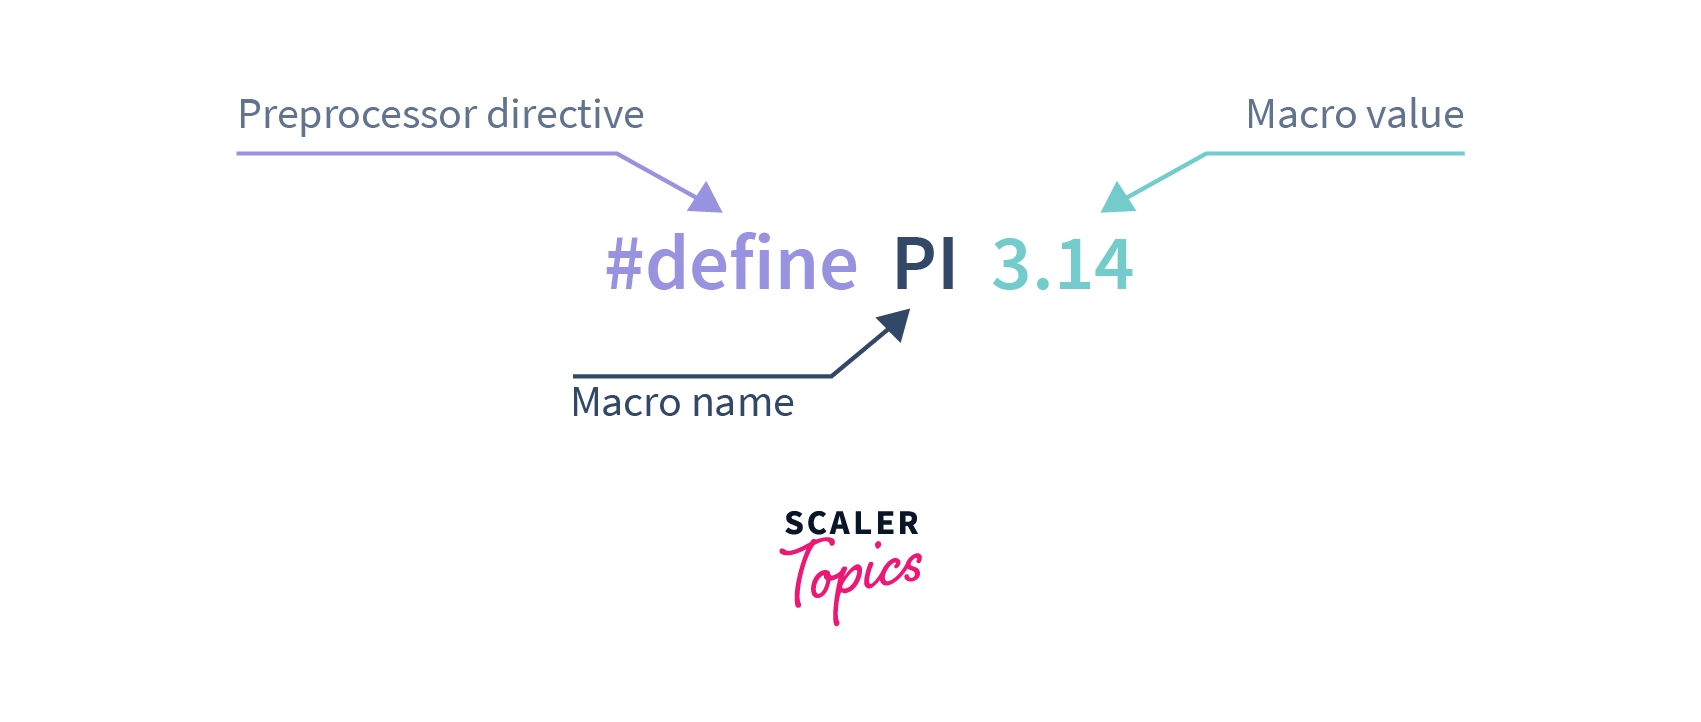 Preprocessor directive
Macro value
#define PI 3.14
Macro name
SCALER
Topics